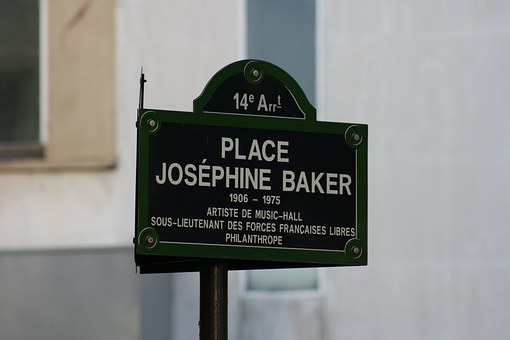 14e Arrt
PLACE
JOSÉPHINE BAKER
1906 – 1975
ARTISTE DE MUSIC-HALL
SOUS-LIEUTENANT DES FORCES FRANCAISES LIBRES
PHILANTHROPE